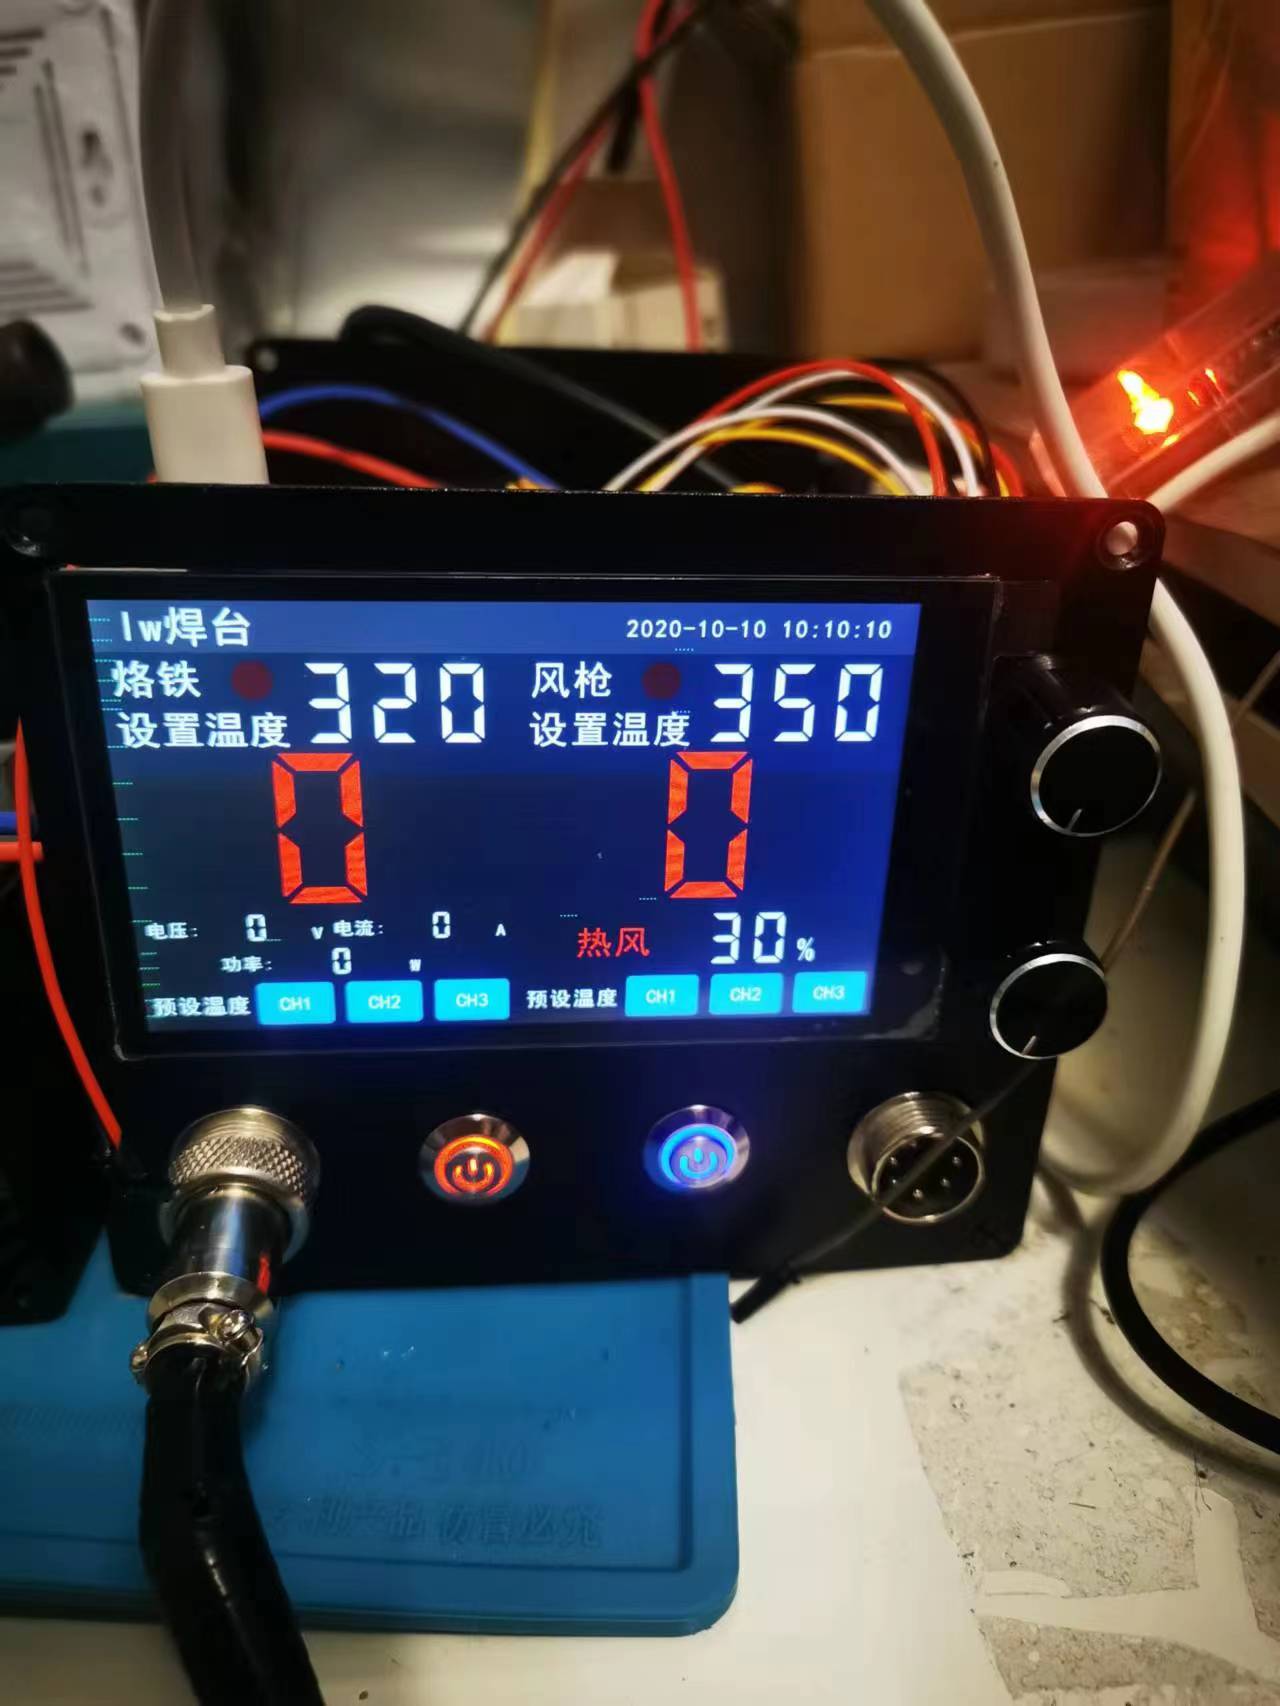 lw焊台
2020-10-10 10:10:10
烙铁
设置温度 320
风枪
设置温度 350
0
0
电压: 0 V 电流: 0 A
功率: 0 W
热风 30%
预设温度 CH1 CH2 CH3
预设温度 CH1 CH2 CH3